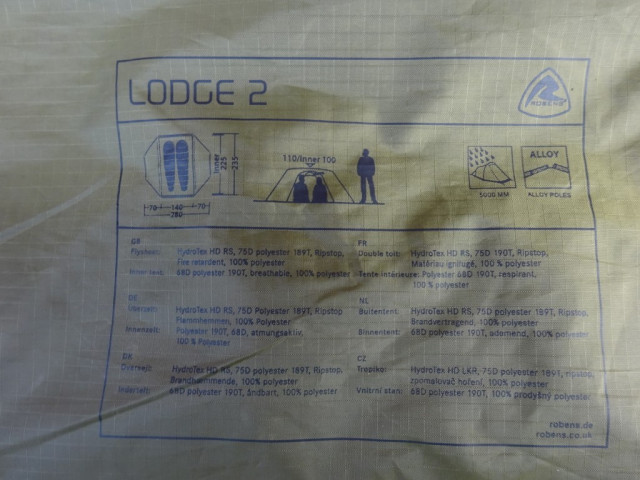 LODGE 2
ROBENS
Inner
225
235
70 140 70
280
110/Inner 100
5000 MM
ALLOY
ALLOY POLES
GB
Flysheet: HydroTex HD RS, 75D polyester 189T, Ripstop,
Fire retardent, 100% polyester
Inner tent: 68D polyester 190T, breathable, 100% polyester
FR
Double toit: HydroTex HD RS, 75D 190T, Ripstop,
Matériau ignifugé, 100 % polyester
Tente intérieure: Polyester 68D 190T, respirant,
100 % polyester
DE
Überzelt: HydroTex HD RS, 75D Polyester 189T, Ripstop
Flammhemmen, 100% Polyester
Innenzelt: Polyester 190T, 68D, atmungsaktiv,
100 % Polyester
NL
Buitentent: HydroTex HD RS, 75D polyester 189T, Ripstop,
Brandvertragend, 100% polyester
Binnentent: 68D polyester 190T, ademend, 100% polyester
DK
Oversejl: HydroTex HD RS, 75D polyester 189T, Ripstop,
Brandhæmmende, 100% polyester
Indertelt: 68D polyester 190T, åndbart, 100% polyester
CZ
Tropiko: HydroTex HD LKR, 75D polyester 189T, ripstop,
zpomalovač hoření, 100% polyester
Vnitrní stan: 68D polyester 190T, 100% prodyšný polyester
robens.de
robens.co.uk